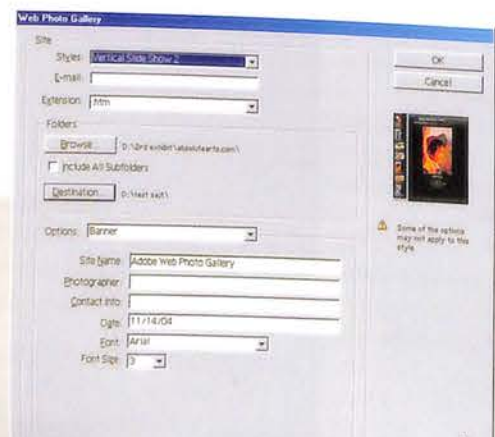 Web Photo Gallery
Site
Styles: Vertical Slide Show 2
E-mail:
Extension: .htm
Folders
Browse...
Include All Subfolders
Destination...
Options: Banner
Site Name: Adobe Web Photo Gallery
Photographer:
Contact Info:
Date: 11/14/04
Font: Arial
Font Size: 3
OK
Cancel
Some of the options
may not apply to this
style.